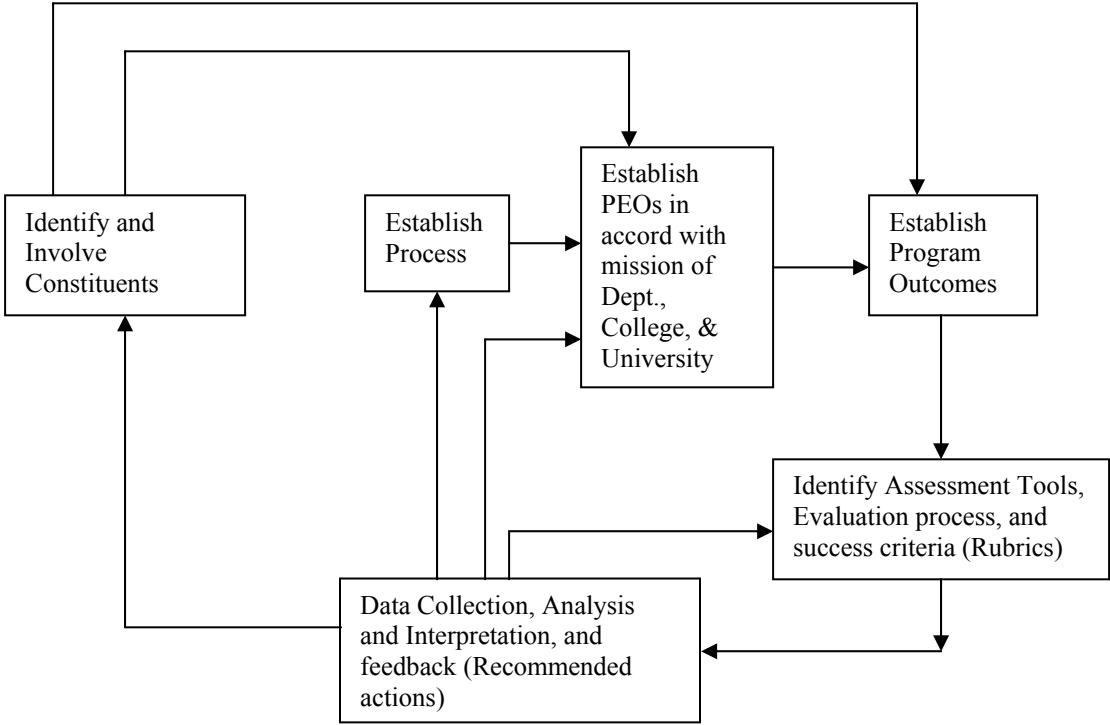 Identify and
Involve
Constituents
Establish
Process
Establish
PEOs in
accord with
mission of
Dept.,
College, &
University
Establish
Program
Outcomes
Identify Assessment Tools,
Evaluation process, and
success criteria (Rubrics)
Data Collection, Analysis
and Interpretation, and
feedback (Recommended
actions)